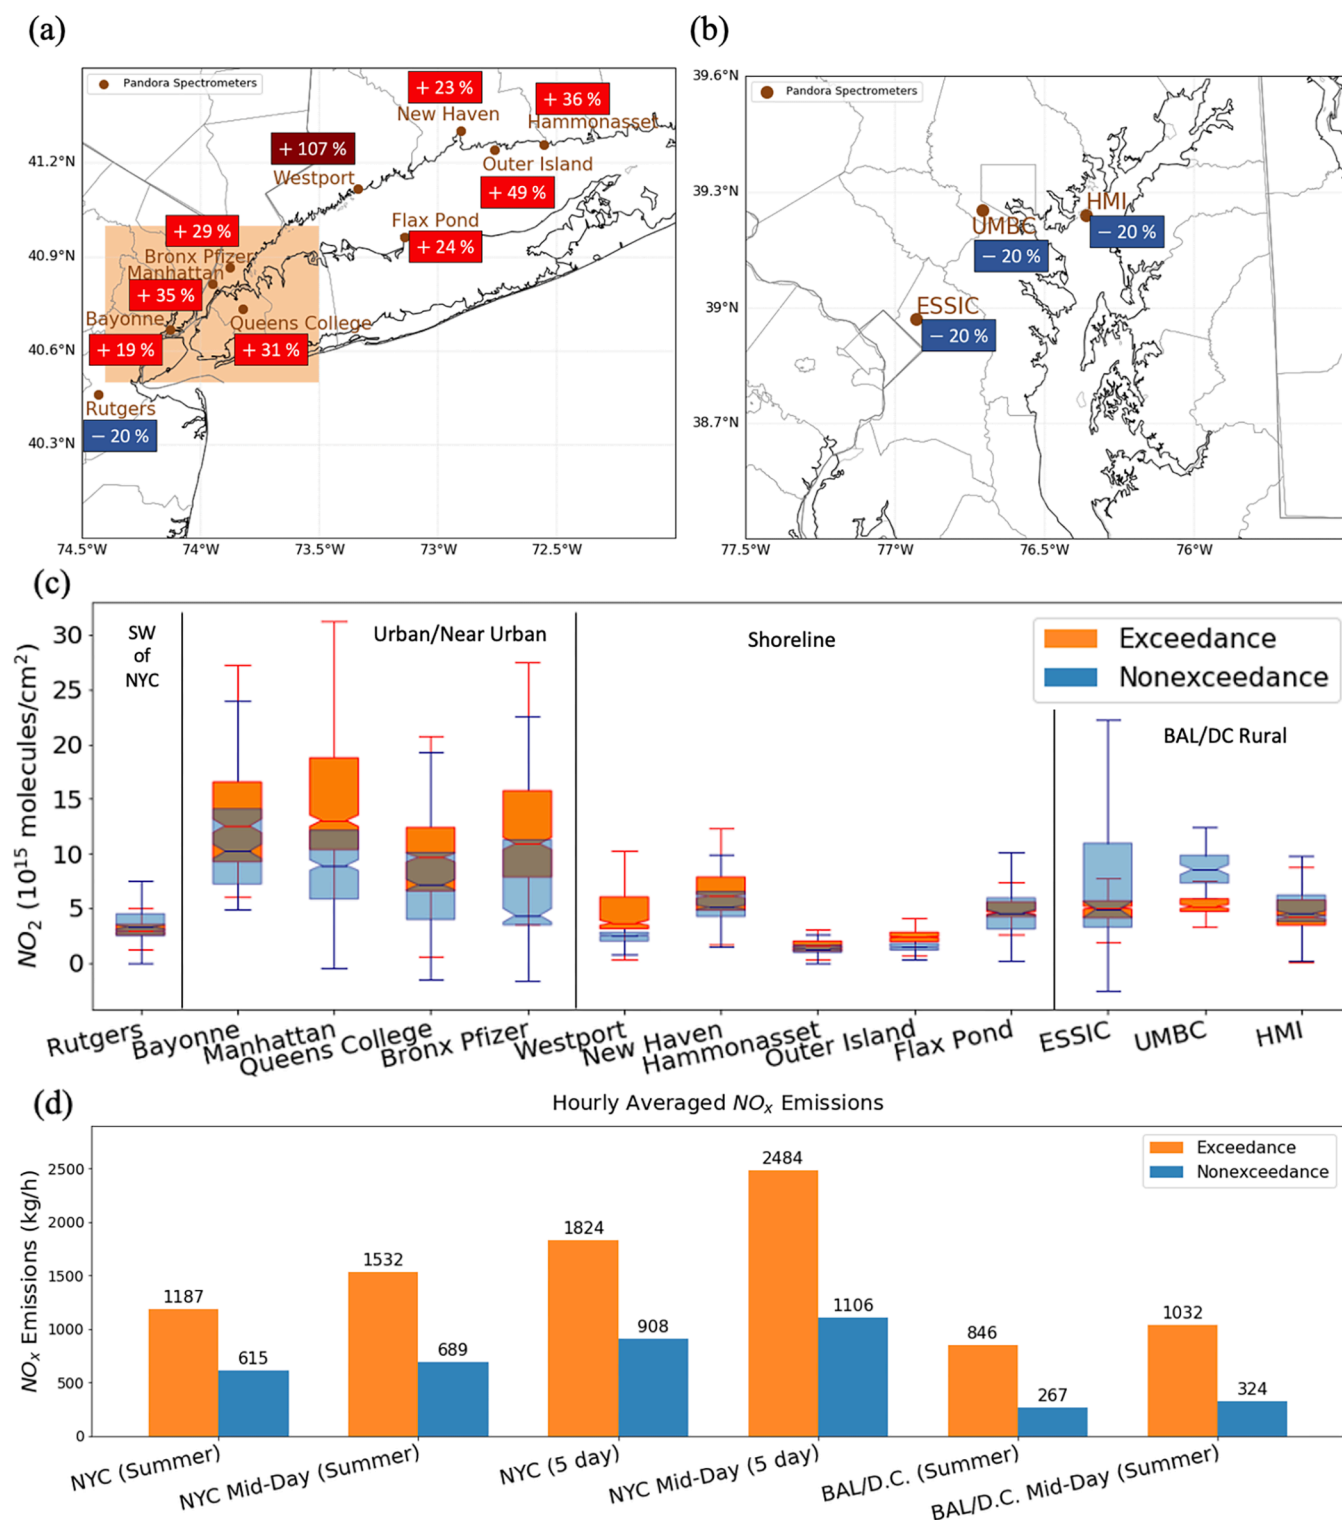 (a)
Pandora Spectrometers
+ 23 %
New Haven
+ 36 %
Hammonasset
+ 107 %
Westport
Outer Island
+ 49 %
+ 29 %
Flax Pond
+ 24 %
Bronx Pfizer
Manhattan
+ 35 %
Bayonne
Queens College
+ 19 %
+ 31 %
Rutgers
− 20 %
41.2°N
40.9°N
40.6°N
40.3°N
74.5°W 74°W 73.5°W 73°W 72.5°W
(b)
Pandora Spectrometers
39.6°N
39.3°N
39°N
38.7°N
HMI
− 20 %
UMBC
− 20 %
ESSIC
− 20 %
77.5°W 77°W 76.5°W 76°W
(c)
NO2 (10^15 molecules/cm^2)
30
25
20
15
10
5
0
SW
of
NYC
Urban/Near Urban
Shoreline
Exceedance
Nonexceedance
BAL/DC Rural
Rutgers
Bayonne
Manhattan
Queens College
Bronx Pfizer
Westport
New Haven
Hammonasset
Outer Island
Flax Pond
ESSIC
UMBC
HMI
(d)
Hourly Averaged NOx Emissions
NOx Emissions (kg/h)
2500
2000
1500
1000
500
0
Exceedance
Nonexceedance
1187
615
1532
689
1824
908
2484
1106
846
267
1032
324
NYC (Summer)
NYC Mid-Day (Summer)
NYC (5 day)
NYC Mid-Day (5 day)
BAL/D.C. (Summer)
BAL/D.C. Mid-Day (Summer)